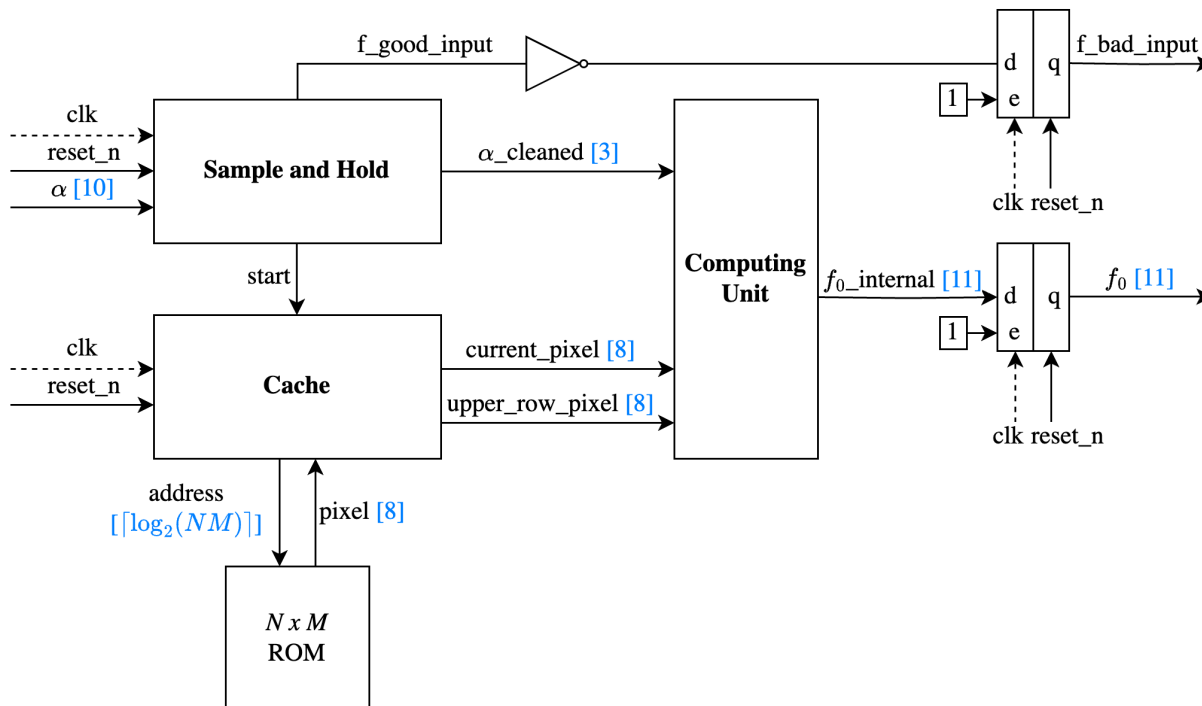 f_good_input
f_bad_input
d q
1 e
clk
reset_n
α [10]
Sample and Hold
α_cleaned [3]
clk reset_n
start
Computing
Unit
f₀_internal [11]
d q
f₀ [11]
1 e
clk
reset_n
Cache
current_pixel [8]
upper_row_pixel [8]
clk reset_n
address
[⌈log₂(NM)⌉]
pixel [8]
N x M
ROM